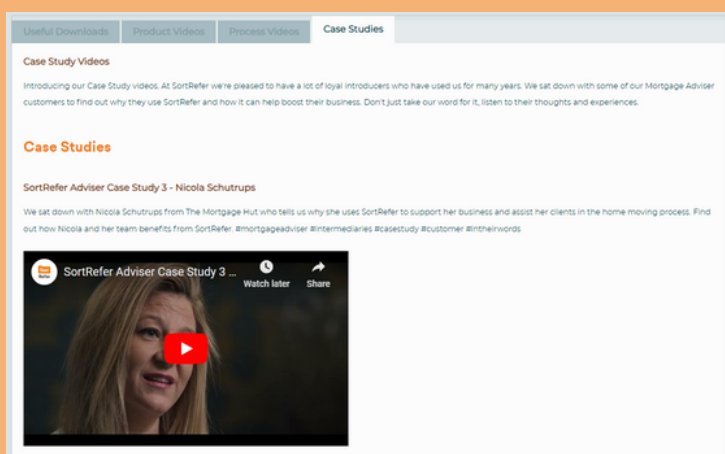 Useful Downloads Product Videos Process Videos Case Studies
Case Study Videos
Introducing our Case Study videos. At SortRefer we're pleased to have a lot of loyal introducers who have used us for many years. We sat down with some of our Mortgage Adviser
customers to find out why they use SortRefer and how it can help boost their business. Don't just take our word for it, listen to their thoughts and experiences.
Case Studies
SortRefer Adviser Case Study 3 - Nicola Schutrups
We sat down with Nicola Schutrups from The Mortgage Hut who tells us why she uses SortRefer to support her business and assist her clients in the home moving process. Find
out how Nicola and her team benefits from SortRefer. #mortgageadviser #intermediaries #casestudy #customer #intheirwords
Sort
Refer
SortRefer Adviser Case Study 3 ...
Watch later
Share